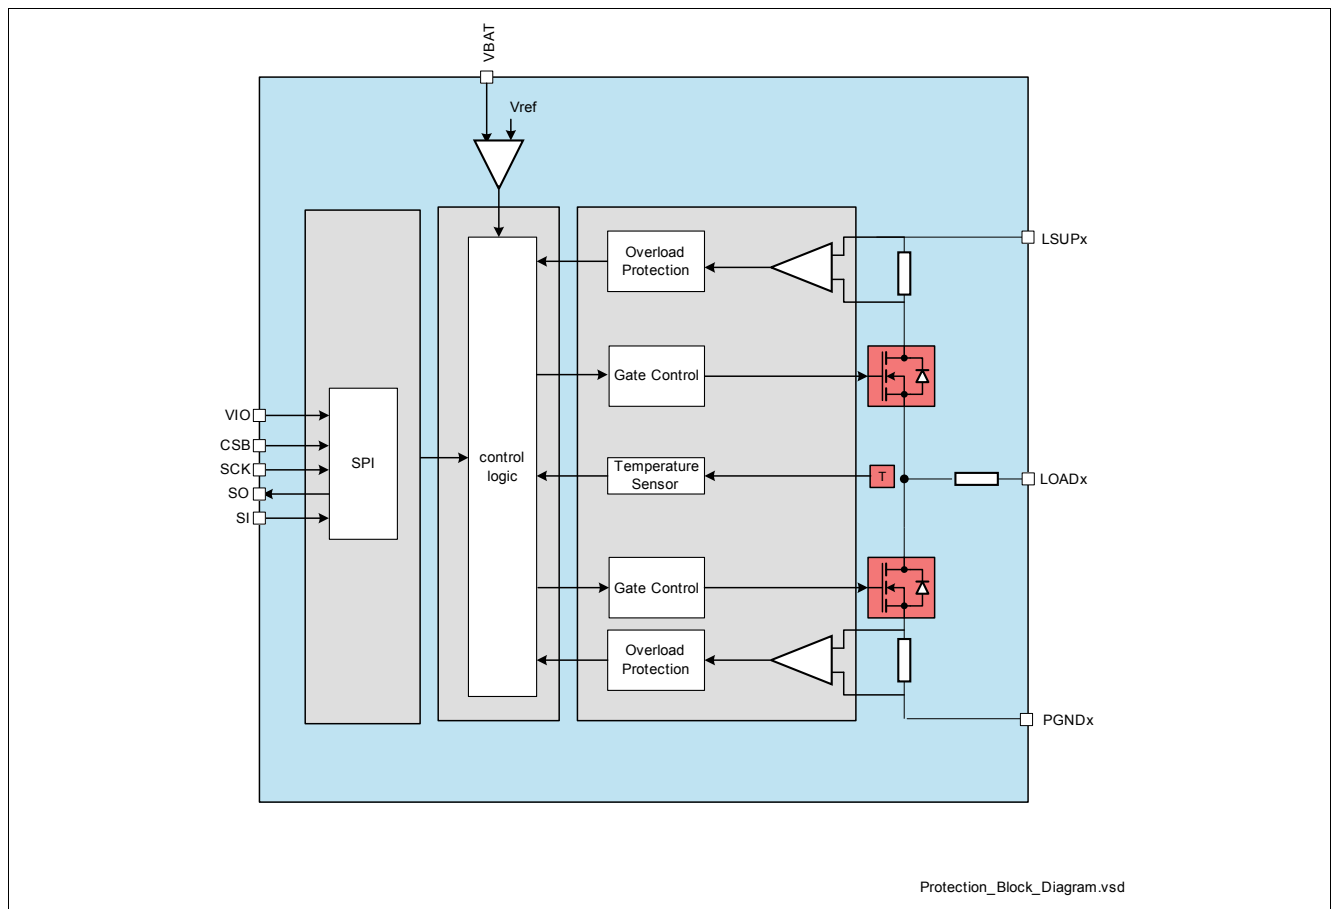 VBAT
Vref
Overload
Protection
LSUPx
Gate Control
VIO
CSB
SCK
SO
SI
SPI
control
logic
Temperature
Sensor
T
LOADx
Gate Control
Overload
Protection
PGNDx
Protection_Block_Diagram.vsd